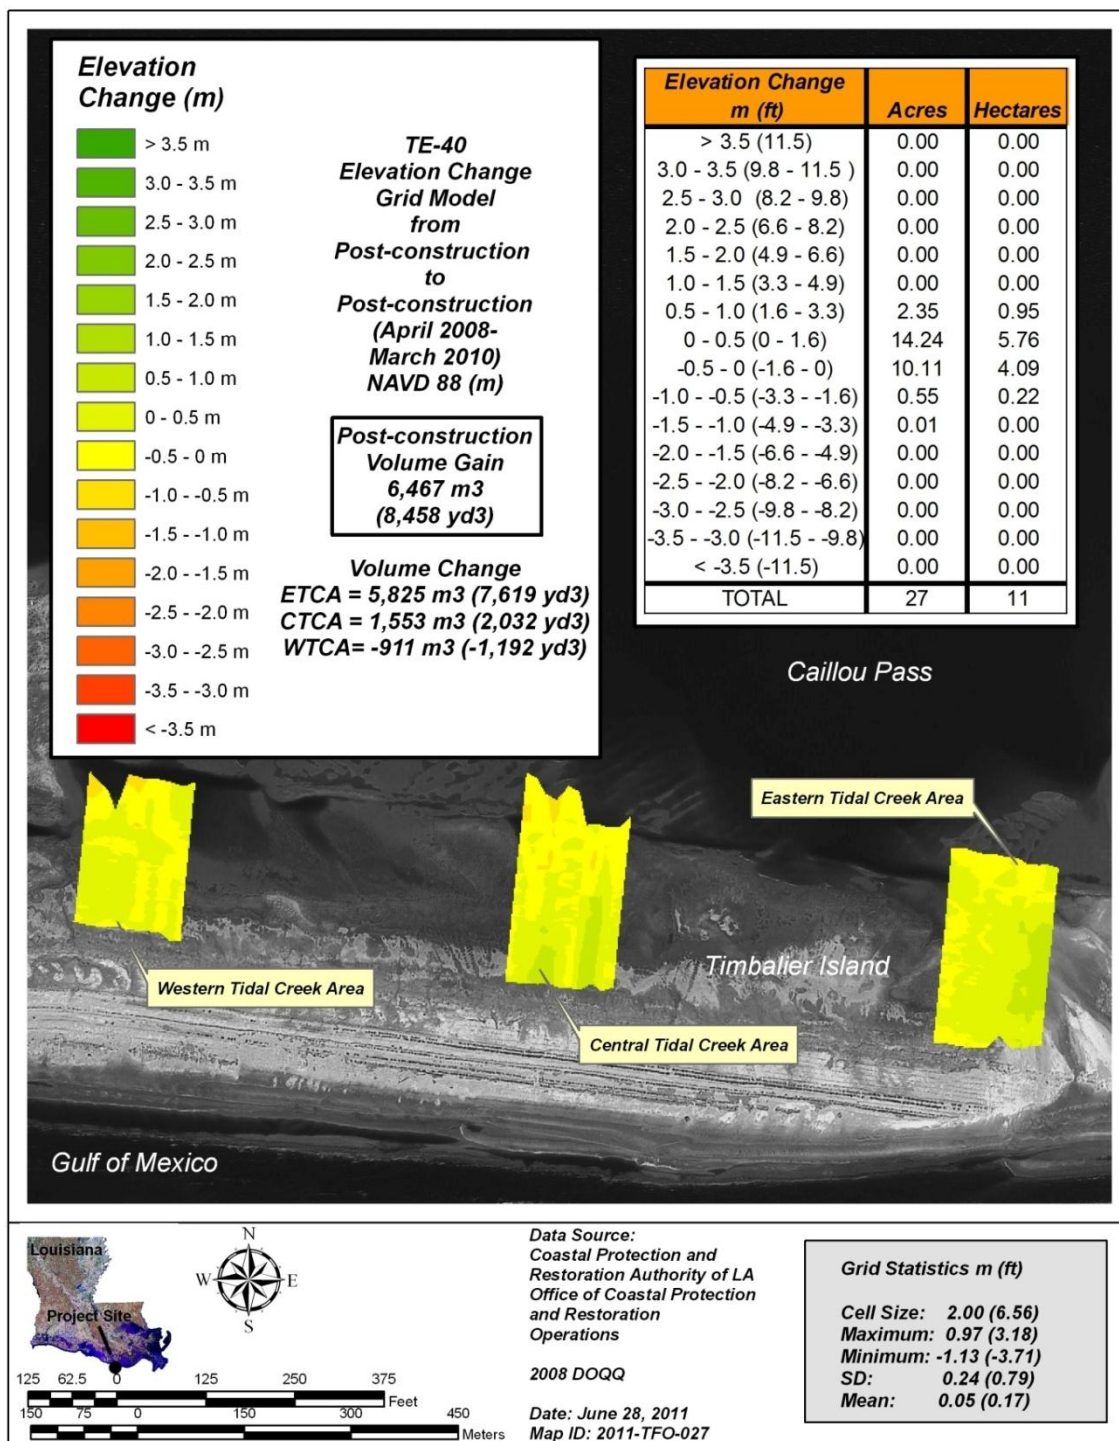 Elevation
Change (m)
> 3.5 m
3.0 - 3.5 m
2.5 - 3.0 m
2.0 - 2.5 m
1.5 - 2.0 m
1.0 - 1.5 m
0.5 - 1.0 m
0 - 0.5 m
-0.5 - 0 m
-1.0 - -0.5 m
-1.5 - -1.0 m
-2.0 - -1.5 m
-2.5 - -2.0 m
-3.0 - -2.5 m
-3.5 - -3.0 m
< -3.5 m
TE-40
Elevation Change
Grid Model
from
Post-construction
to
Post-construction
(April 2008-
March 2010)
NAVD 88 (m)
Post-construction
Volume Gain
6,467 m3
(8,458 yd3)
Volume Change
ETCA = 5,825 m3 (7,619 yd3)
CTCA = 1,553 m3 (2,032 yd3)
WTCA= -911 m3 (-1,192 yd3)
Elevation Change
m (ft) Acres Hectares
> 3.5 (11.5) 0.00 0.00
3.0 - 3.5 (9.8 - 11.5 ) 0.00 0.00
2.5 - 3.0 (8.2 - 9.8) 0.00 0.00
2.0 - 2.5 (6.6 - 8.2) 0.00 0.00
1.5 - 2.0 (4.9 - 6.6) 0.00 0.00
1.0 - 1.5 (3.3 - 4.9) 0.00 0.00
0.5 - 1.0 (1.6 - 3.3) 2.35 0.95
0 - 0.5 (0 - 1.6) 14.24 5.76
-0.5 - 0 (-1.6 - 0) 10.11 4.09
-1.0 - -0.5 (-3.3 - -1.6) 0.55 0.22
-1.5 - -1.0 (-4.9 - -3.3) 0.01 0.00
-2.0 - -1.5 (-6.6 - -4.9) 0.00 0.00
-2.5 - -2.0 (-8.2 - -6.6) 0.00 0.00
-3.0 - -2.5 (-9.8 - -8.2) 0.00 0.00
-3.5 - -3.0 (-11.5 - -9.8) 0.00 0.00
< -3.5 (-11.5) 0.00 0.00
TOTAL 27 11
Caillou Pass
Eastern Tidal Creek Area
Timbalier Island
Western Tidal Creek Area
Central Tidal Creek Area
Gulf of Mexico
Louisiana
Project Site
N
W E
S
125 62.5 0 125 250 375
Feet
150 75 0 150 300 450
Meters
Data Source:
Coastal Protection and
Restoration Authority of LA
Office of Coastal Protection
and Restoration
Operations
2008 DOQQ
Date: June 28, 2011
Map ID: 2011-TFO-027
Grid Statistics m (ft)
Cell Size: 2.00 (6.56)
Maximum: 0.97 (3.18)
Minimum: -1.13 (-3.71)
SD: 0.24 (0.79)
Mean: 0.05 (0.17)